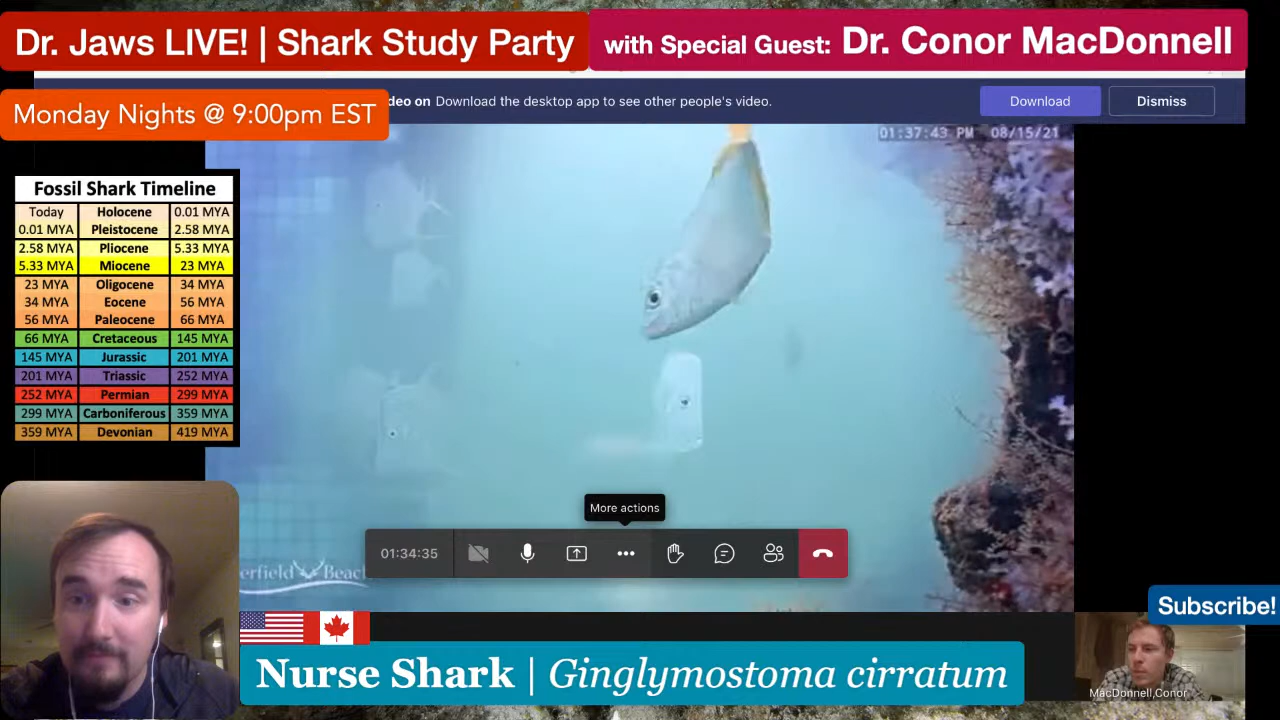 Dr. Jaws LIVE! | Shark Study Party
with Special Guest: Dr. Conor MacDonnell
Monday Nights @ 9:00pm EST
deo on Download the desktop app to see other people's video.
Download
Dismiss
01:37:43 PM 08/15/21
Fossil Shark Timeline
Today Holocene 0.01 MYA
0.01 MYA Pleistocene 2.58 MYA
2.58 MYA Pliocene 5.33 MYA
5.33 MYA Miocene 23 MYA
23 MYA Oligocene 34 MYA
34 MYA Eocene 56 MYA
56 MYA Paleocene 66 MYA
66 MYA Cretaceous 145 MYA
145 MYA Jurassic 201 MYA
201 MYA Triassic 252 MYA
252 MYA Permian 299 MYA
299 MYA Carboniferous 359 MYA
359 MYA Devonian 419 MYA
More actions
01:34:35
erfield Beac
Subscribe!
Nurse Shark | Ginglymostoma cirratum
MacDonnell,Conor